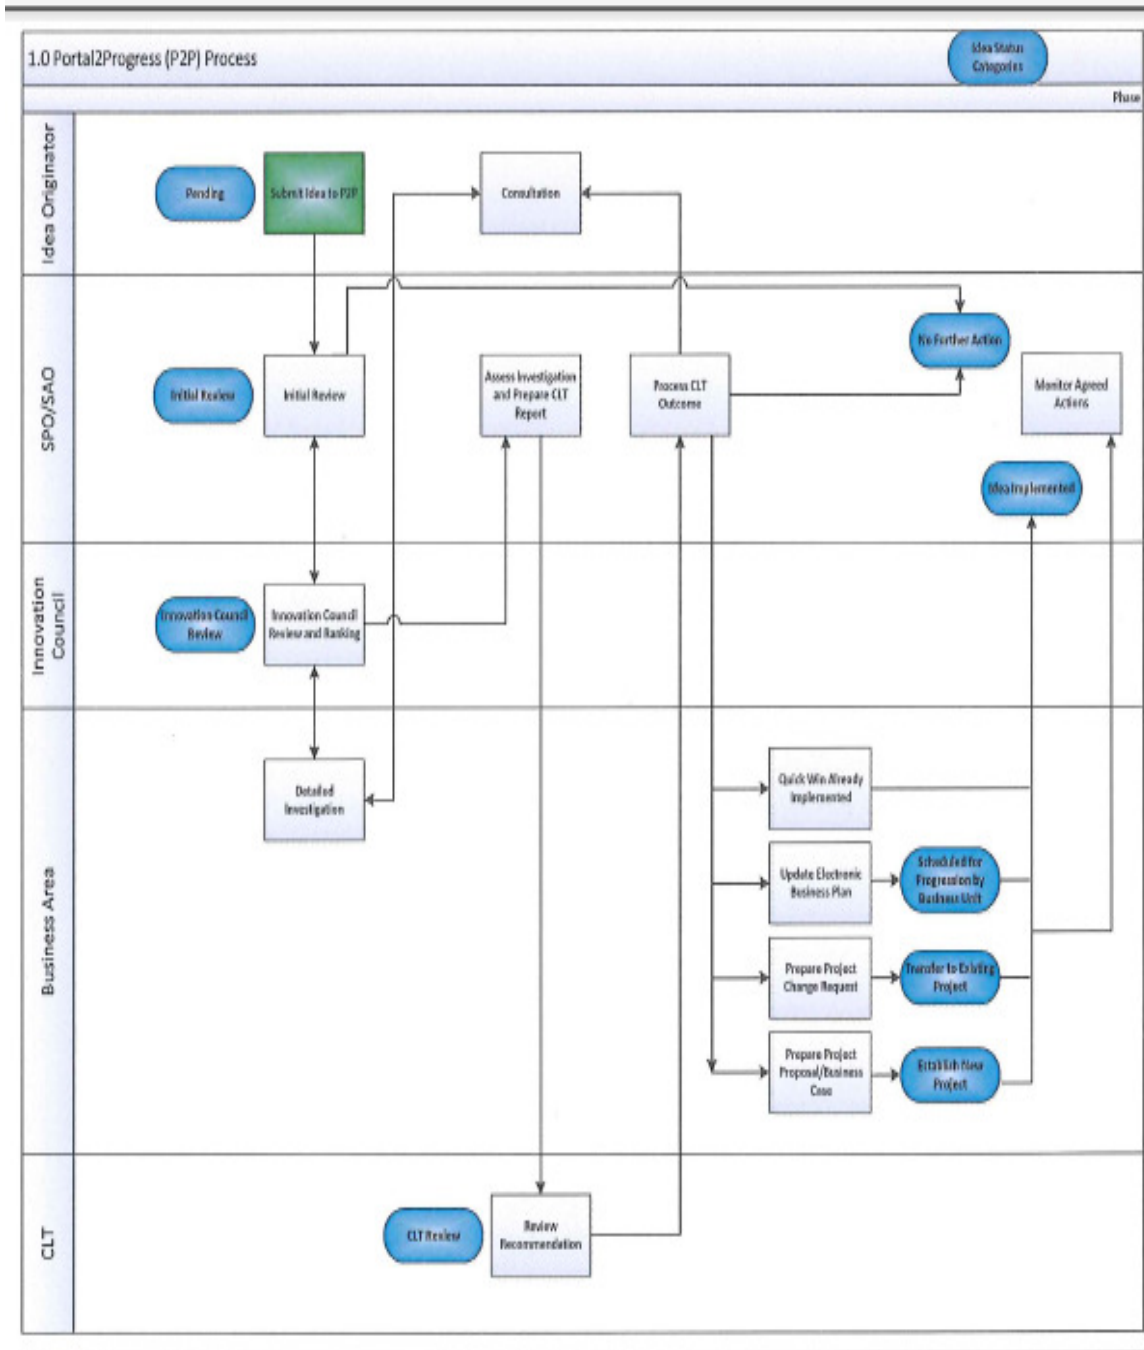 1.0 Portal2Progress (P2P) Process
Idea Status
Categories
Phase
Idea Originator
Pending
Submit Idea to P2P
Consultation
SPO/SAO
Initial Review
Initial Review
Assess Investigation
and Prepare CLT
Report
Process CLT
Outcome
No Further Action
Monitor Agreed
Actions
Idea Implemented
Innovation
Council
Innovation Council
Review
Innovation Council
Review and Ranking
Business Area
Detailed
Investigation
Quick Win Already
Implemented
Update Electronic
Business Plan
Scheduled for
Progression by
Business Unit
Prepare Project
Change Request
Transfer to Existing
Project
Prepare Project
Proposal/Business
Case
Establish New
Project
CLT
CLT Review
Review
Recommendation